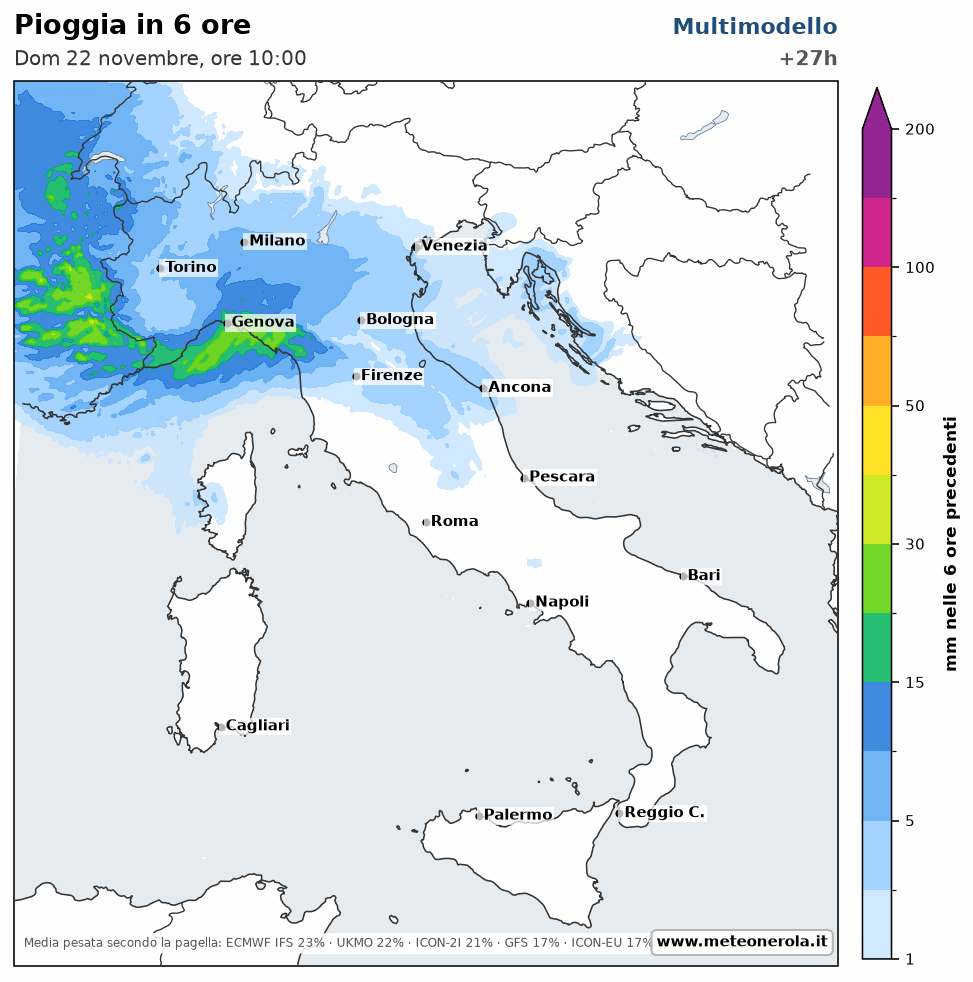 Pioggia in 6 ore
Multimodello
Dom 22 novembre, ore 10:00
+27h
Milano
Venezia
Torino
Genova
Bologna
Firenze
Ancona
Pescara
Roma
Bari
Napoli
Cagliari
Palermo
Reggio C.
200
100
50
30
15
5
1
mm nelle 6 ore precedenti
Media pesata secondo la pagella: ECMWF IFS 23% · UKMO 22% · ICON-2I 21% · GFS 17% · ICON-EU 17%
www.meteonerola.it